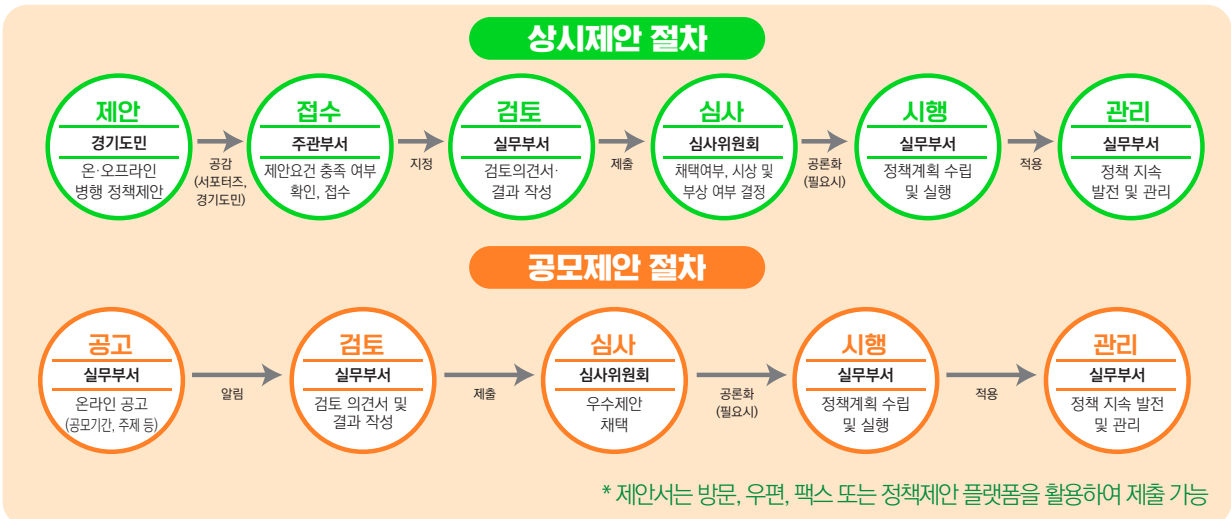 상시제안 절차
제안
경기도민
온·오프라인
병행 정책제안
공감
(서포터즈,
경기도민)
접수
주관부서
제안요건 충족 여부
확인, 접수
지정
검토
실무부서
검토의견서·
결과 작성
제출
심사
심사위원회
채택여부, 시상 및
부상 여부 결정
공론화
(필요시)
시행
실무부서
정책계획 수립
및 실행
적용
관리
실무부서
정책 지속
발전 및 관리
공모제안 절차
공고
실무부서
온라인 공고
(공모기간, 주제 등)
알림
검토
실무부서
검토 의견서 및
결과 작성
제출
심사
심사위원회
우수제안
채택
공론화
(필요시)
시행
실무부서
정책계획 수립
및 실행
적용
관리
실무부서
정책 지속 발전
및 관리
* 제안서는 방문, 우편, 팩스 또는 정책제안 플랫폼을 활용하여 제출 가능